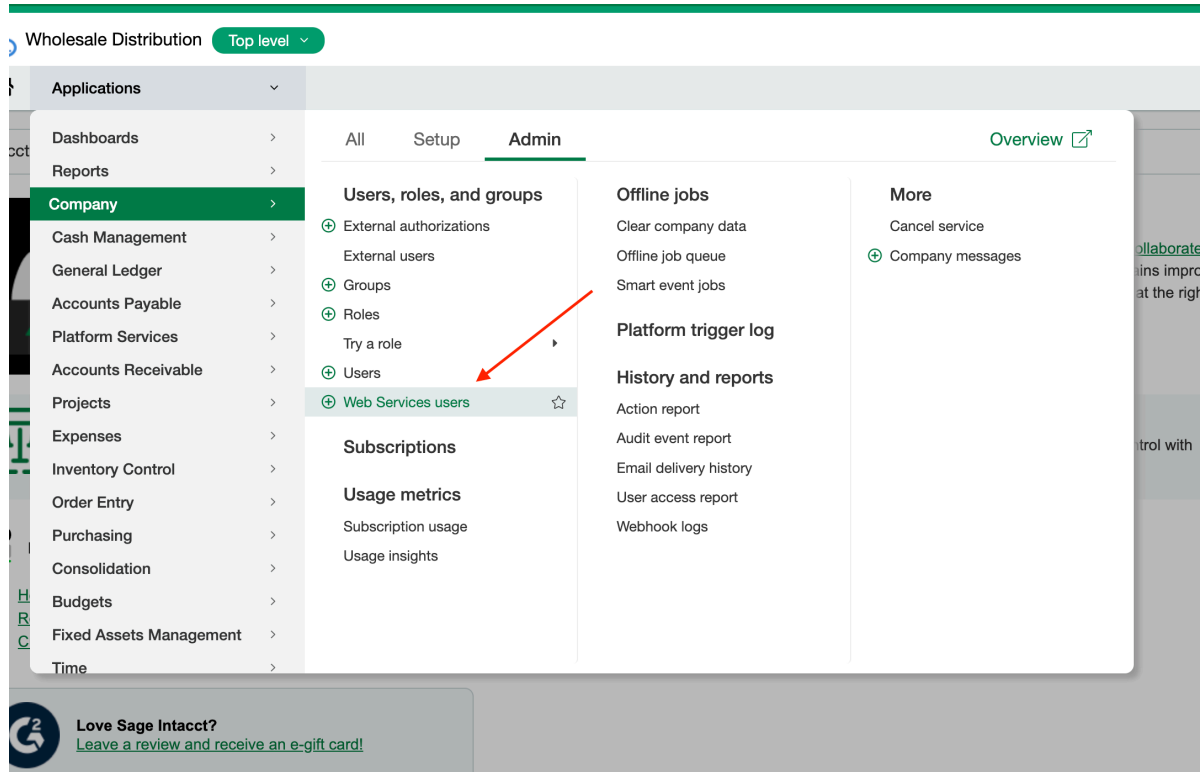 Wholesale Distribution
Top level
Applications
Dashboards
Reports
Company
Cash Management
General Ledger
Accounts Payable
Platform Services
Accounts Receivable
Projects
Expenses
Inventory Control
Order Entry
Purchasing
Consolidation
Budgets
Fixed Assets Management
Time
All
Setup
Admin
Overview
Users, roles, and groups
External authorizations
External users
Groups
Roles
Try a role
Users
Web Services users
Subscriptions
Usage metrics
Subscription usage
Usage insights
Offline jobs
Clear company data
Offline job queue
Smart event jobs
Platform trigger log
History and reports
Action report
Audit event report
Email delivery history
User access report
Webhook logs
More
Cancel service
Company messages
at the
with
Love Sage Intacct?
Leave a review and receive an e-gift card!